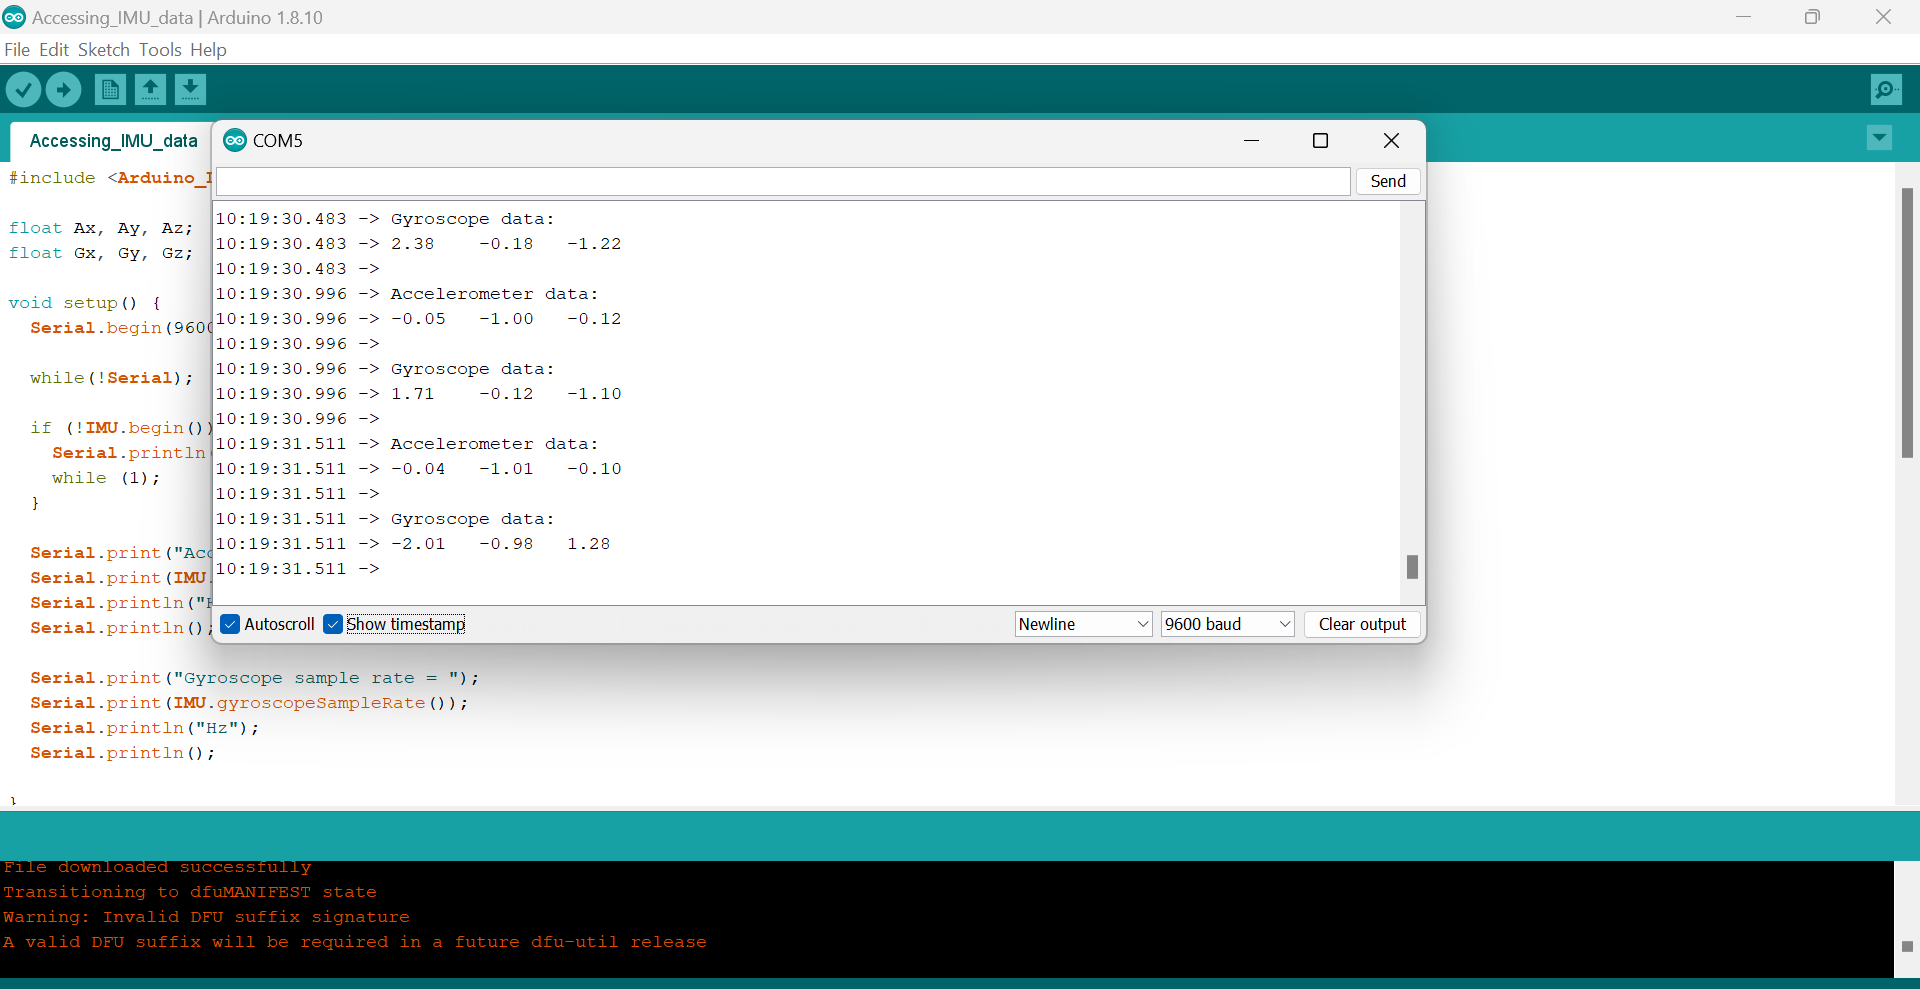 Accessing_IMU_data | Arduino 1.8.10
File Edit Sketch Tools Help
Accessing_IMU_data
COM5
Send
#include <Arduino_
float Ax, Ay, Az;
float Gx, Gy, Gz;
void setup() {
Serial.begin(960
while(!Serial);
if (!IMU.begin())
Serial.println
while (1);
}
Serial.print("Acc
Serial.print(IMU.
Serial.println("H
Serial.println();
Serial.print("Gyroscope sample rate = ");
Serial.print(IMU.gyroscopeSampleRate());
Serial.println("Hz");
Serial.println();
}
10:19:30.483 -> Gyroscope data:
10:19:30.483 -> 2.38 -0.18 -1.22
10:19:30.483 ->
10:19:30.996 -> Accelerometer data:
10:19:30.996 -> -0.05 -1.00 -0.12
10:19:30.996 ->
10:19:30.996 -> Gyroscope data:
10:19:30.996 -> 1.71 -0.12 -1.10
10:19:30.996 ->
10:19:31.511 -> Accelerometer data:
10:19:31.511 -> -0.04 -1.01 -0.10
10:19:31.511 ->
10:19:31.511 -> Gyroscope data:
10:19:31.511 -> -2.01 -0.98 1.28
10:19:31.511 ->
Autoscroll Show timestamp Newline 9600 baud Clear output
File downloaded successfully
Transitioning to dfuMANIFEST state
Warning: Invalid DFU suffix signature
A valid DFU suffix will be required in a future dfu-util release